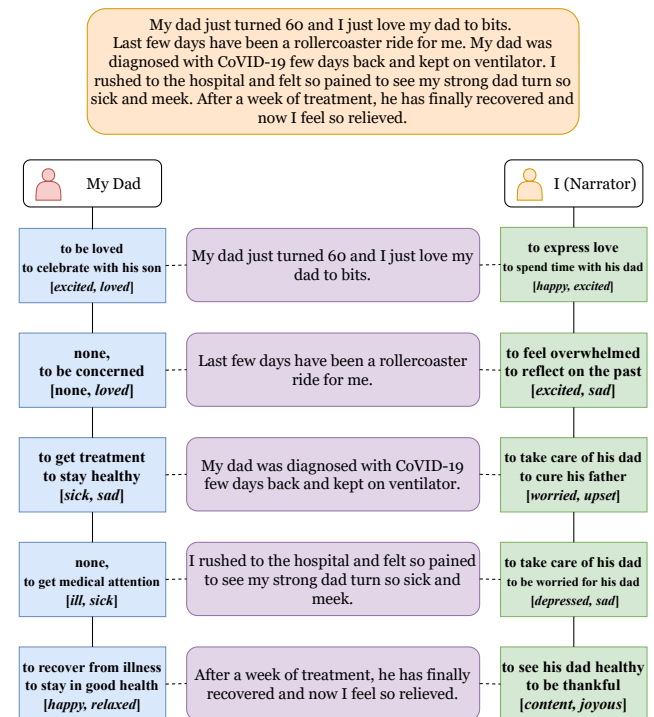 My dad just turned 60 and I just love my dad to bits.
Last few days have been a rollercoaster ride for me. My dad was
diagnosed with CoVID-19 few days back and kept on ventilator. I
rushed to the hospital and felt so pained to see my strong dad turn so
sick and meek. After a week of treatment, he has finally recovered and
now I feel so relieved.
My Dad
I (Narrator)
to be loved
to celebrate with his son
[excited, loved]
My dad just turned 60 and I just love my
dad to bits.
to express love
to spend time with his dad
[happy, excited]
none,
to be concerned
[none, loved]
Last few days have been a rollercoaster
ride for me.
to feel overwhelmed
to reflect on the past
[excited, sad]
to get treatment
to stay healthy
[sick, sad]
My dad was diagnosed with CoVID-19
few days back and kept on ventilator.
to take care of his dad
to cure his father
[worried, upset]
none,
to get medical attention
[ill, sick]
I rushed to the hospital and felt so pained
to see my strong dad turn so sick and
meek.
to take care of his dad
to be worried for his dad
[depressed, sad]
to recover from illness
to stay in good health
[happy, relaxed]
After a week of treatment, he has finally
recovered and now I feel so relieved.
to see his dad healthy
to be thankful
[content, joyous]